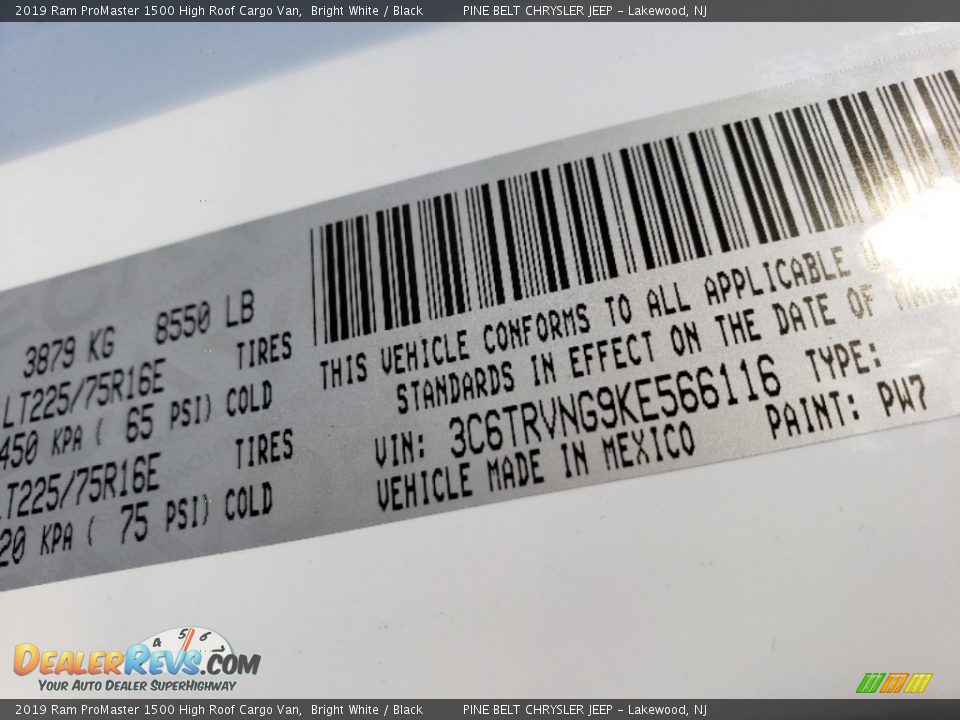 2019 Ram ProMaster 1500 High Roof Cargo Van, Bright White / Black PINE BELT CHRYSLER JEEP - Lakewood, NJ
3879 KG 8550 LB
LT225/75R16E TIRES
450 KPA ( 65 PSI) COLD
LT225/75R16E TIRES
20 KPA ( 75 PSI) COLD
THIS VEHICLE CONFORMS TO ALL APPLICABLE
STANDARDS IN EFFECT ON THE DATE OF
VIN: 3C6TRVNG9KE566116 TYPE:
VEHICLE MADE IN MEXICO PAINT: PW7
4 5 6
DEALERREVS.COM
YOUR AUTO DEALER SUPERHIGHWAY
2019 Ram ProMaster 1500 High Roof Cargo Van, Bright White / Black PINE BELT CHRYSLER JEEP - Lakewood, NJ